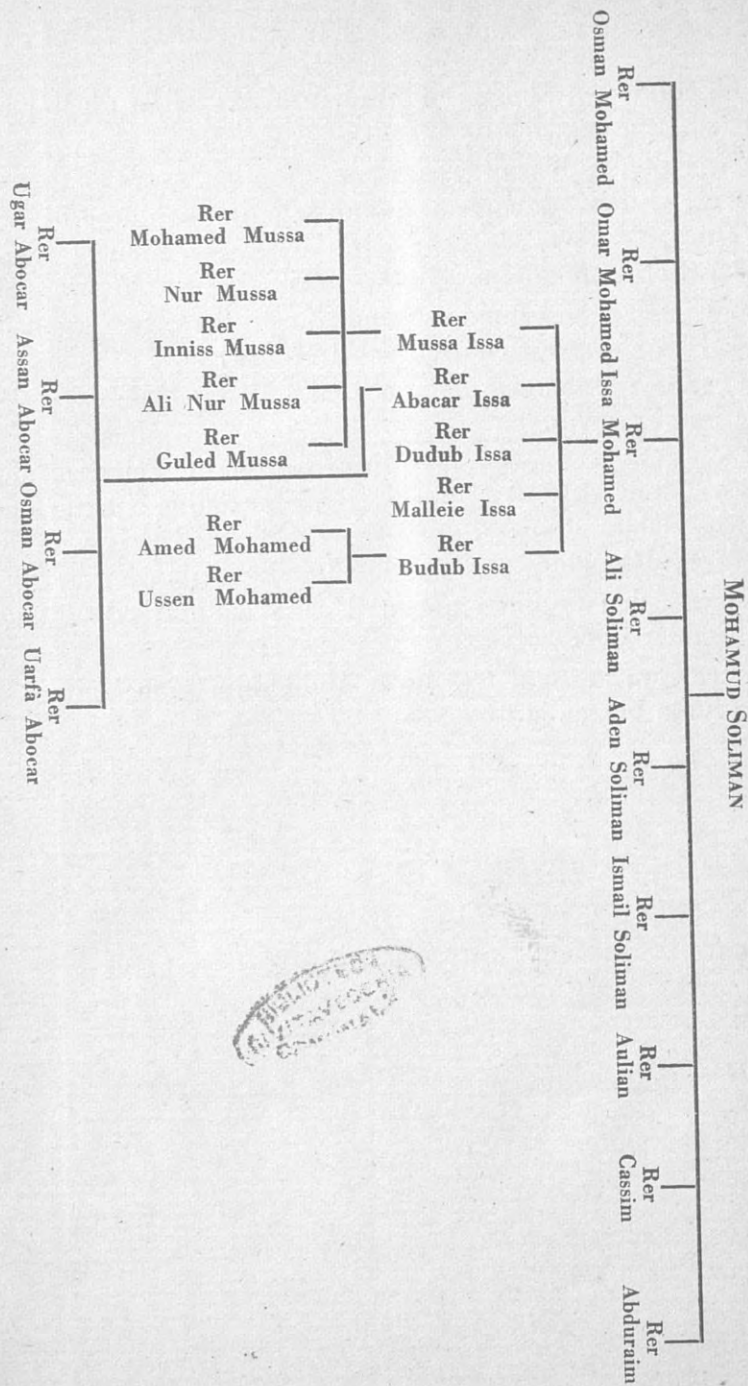 MOHAMUD SOLIMAN
Rer
Osman Mohamed
Rer
Omar Mohamed
Rer
Issa Mohamed
Rer
Ali Soliman
Rer
Aden Soliman
Rer
Ismail Soliman
Rer
Aulian
Rer
Cassim
Rer
Abduraim
Rer
Mussa Issa
Rer
Abacar Issa
Rer
Dudub Issa
Rer
Malleie Issa
Rer
Budub Issa
Rer
Mohamed Mussa
Rer
Nur Mussa
Rer
Inniss Mussa
Rer
Ali Nur Mussa
Rer
Guled Mussa
Rer
Amed Mohamed
Rer
Ussen Mohamed
Rer
Ugar Abocar
Rer
Assan Abocar
Rer
Osman Abocar
Rer
Uarfà Abocar